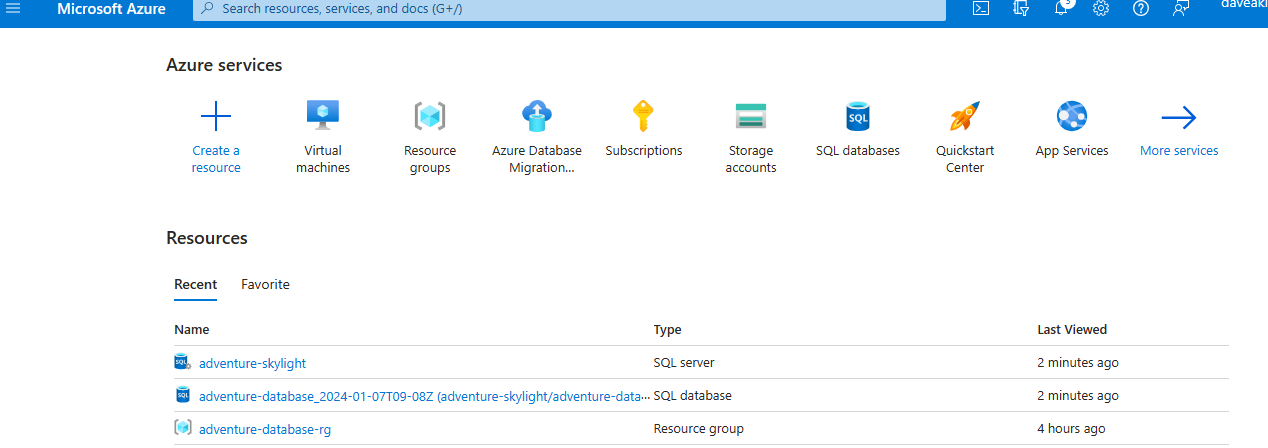 Microsoft Azure
Search resources, services, and docs (G+/)
Azure services
Create a
resource
Virtual
machines
Resource
groups
Azure Database
Migration...
Subscriptions
Storage
accounts
SQL databases
Quickstart
Center
App Services
More services
Resources
Recent Favorite
Name Type Last Viewed
SQL adventure-skylight SQL server 2 minutes ago
SQL adventure-database_2024-01-07T09-08Z (adventure-skylight/adventure-data... SQL database 2 minutes ago
adventure-database-rg Resource group 4 hours ago